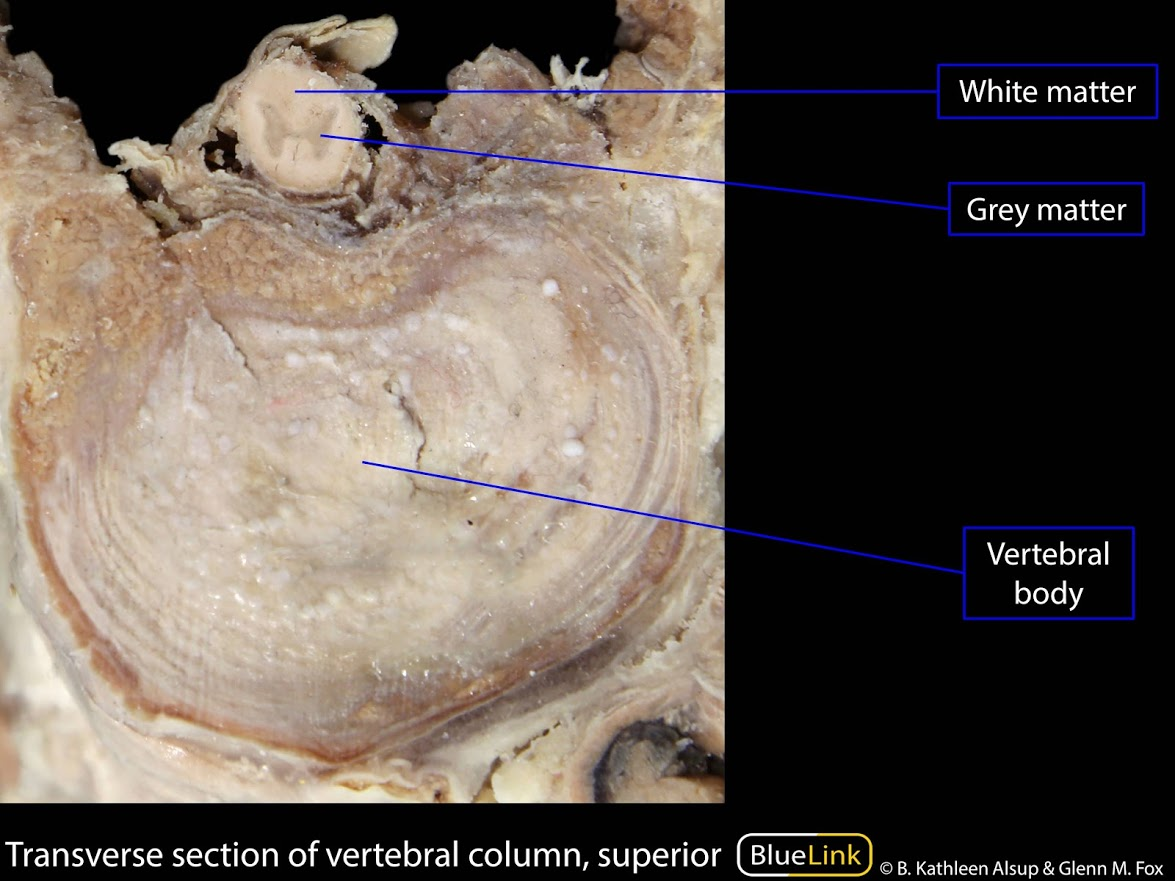 White matter
Grey matter
Vertebral
body
Transverse section of vertebral column, superior
BlueLink
© B. Kathleen Alsup & Glenn M. Fox